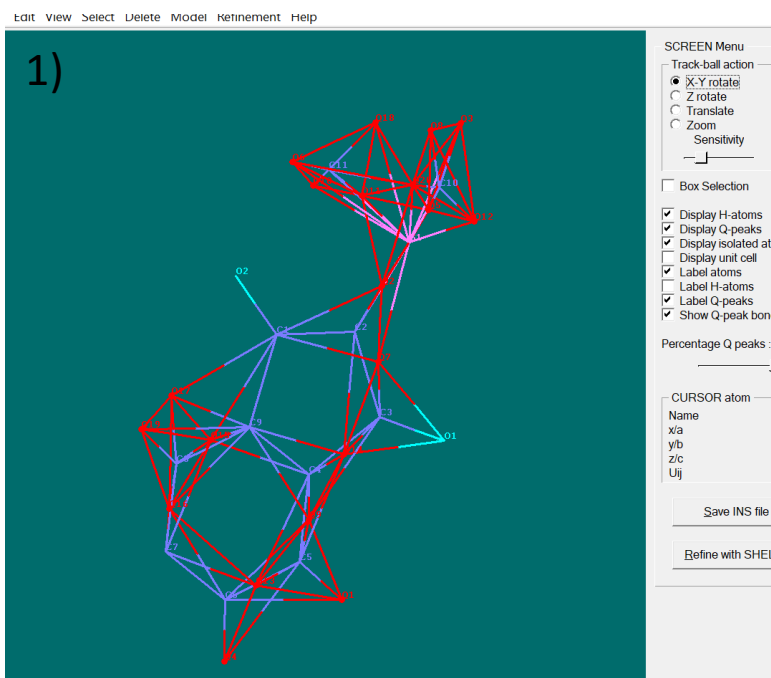 Edit View Select Delete Model Refinement Help
1)
SCREEN Menu
Track-ball action
X-Y rotate
Z rotate
Translate
Zoom
Sensitivity
Box Selection
Display H-atoms
Display Q-peaks
Display isolated at
Display unit cell
Label atoms
Label H-atoms
Label Q-peaks
Show Q-peak bon
Percentage Q peaks :
CURSOR atom
Name
x/a
y/b
z/c
Uij
Save INS file
Refine with SHEL
C11
C10
O2
C1
C2
C3
O1
C9
C4
C8
C5
C7
C6